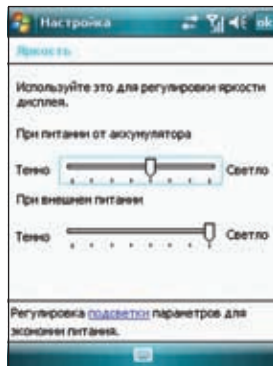 Настройка ok
Яркость
Используйте это для регулировки яркости
дисплея.
При питании от аккумулятора
Темно Светло
При внешнем питании
Темно Светло
Регулировка подсветки параметров для
экономии питания.